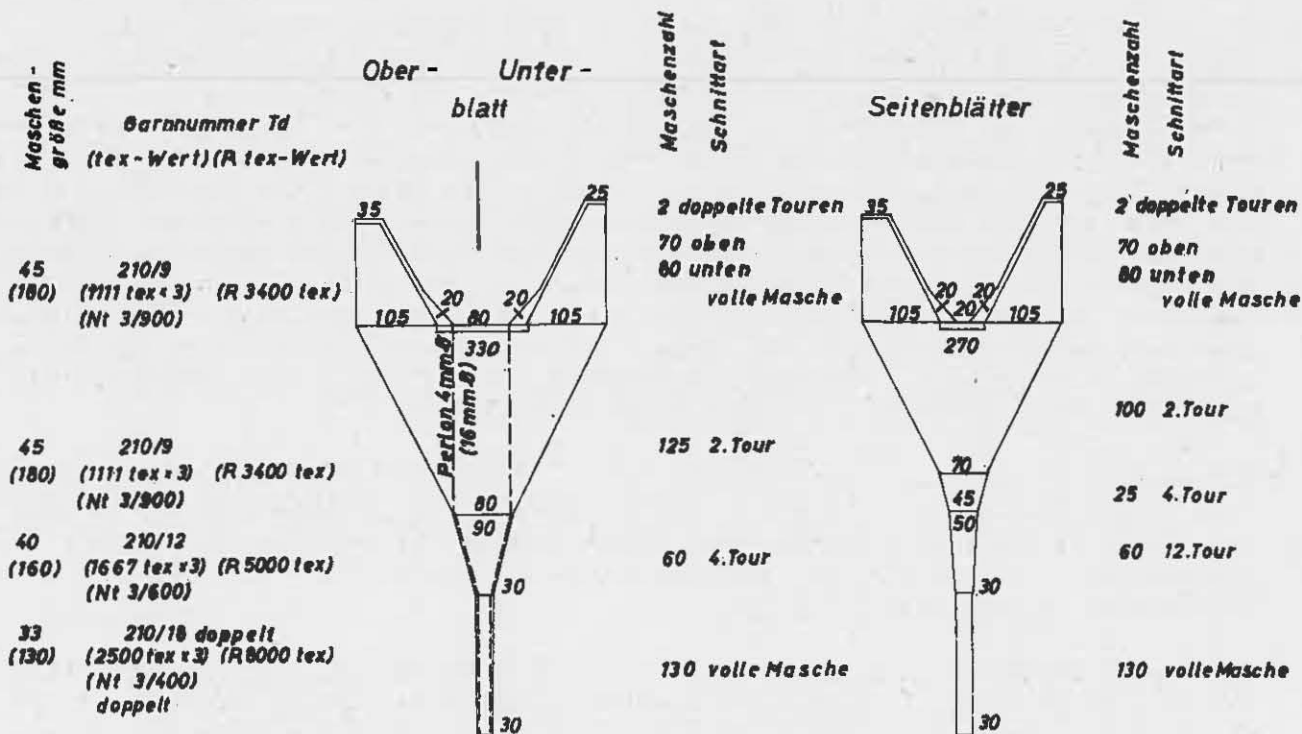 Maschen-
größe mm
Garnnummer Td
(tex-Wert) (R tex-Wert)
Ober- Unter-
blatt
Maschenzahl
Schnittart
Seitenblätter
Maschenzahl
Schnittart
35
25
2 doppelte Touren
35
25
2 doppelte Touren
70 oben
80 unten
volle Masche
70 oben
80 unten
volle Masche
45 210/9
(180) (1111 tex × 3) (R 3400 tex)
(Nt 3/900)
20 20
105 80 105
330
20 20
105 20 105
270
Perlon 4mm-Ø
(16mm-Ø)
100 2.Tour
45 210/9
(180) (1111 tex × 3) (R 3400 tex)
(Nt 3/900)
125 2.Tour
70
25 4.Tour
80
90
45
50
40 210/12
(160) (1667 tex × 3) (R 5000 tex)
(Nt 3/600)
60 4.Tour
60 12.Tour
30
30
33 210/18 doppelt
(130) (2500 tex × 3) (R 8000 tex)
(Nt 3/400)
doppelt
130 volle Masche
130 volle Masche
30
30